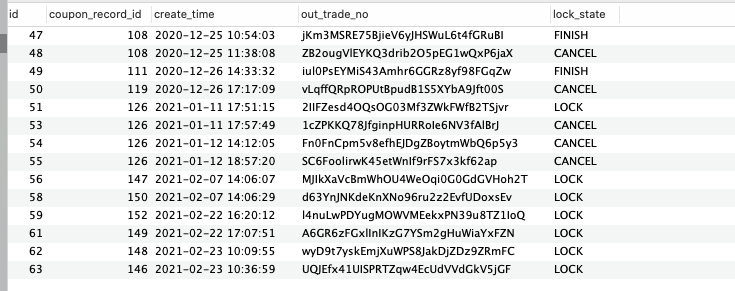 id coupon_record_id create_time out_trade_no lock_state
47 108 2020-12-25 10:54:03 jKm3MSRE75BjieV6yJHSWuL6t4fGRuBI FINISH
48 108 2020-12-25 11:38:08 ZB2ougVlEYKQ3drib2O5pEG1wQxP6jaX CANCEL
49 111 2020-12-26 14:33:32 iul0PsEYMiS43Amhr6GGRz8yf98FGqZw FINISH
50 119 2020-12-26 17:17:09 vLqffQRpROPUtBpudB1S5XYbA9Jft00S CANCEL
51 126 2021-01-11 17:51:15 2IIFZesd4OQsOG03Mf3ZWkFWfB2TSjvr LOCK
53 126 2021-01-11 17:57:49 1cZPKKQ78JfginpHURRoIe6NV3fAlBrJ CANCEL
54 126 2021-01-12 14:12:05 Fn0FnCpm5v8efhEJDgZBoytmWbQ6p5y3 CANCEL
55 126 2021-01-12 18:57:20 SC6FoolirwK45etWnIf9rFS7x3kf62ap CANCEL
56 147 2021-02-07 14:06:07 MJIkXaVcBmWhOU4WeOqi0G0GdGVHoh2T LOCK
58 150 2021-02-07 14:06:29 d63YnJNKdeKnXNo96ru2z2EvfUDoxsEv LOCK
59 152 2021-02-22 16:20:12 l4nuLwPDYugMOWVMEekxPN39u8TZ1IoQ LOCK
61 149 2021-02-22 17:07:51 A6GR6zFGxlInIKzG7YSm2gHuWiaYxFZN LOCK
62 148 2021-02-23 10:09:55 wyD9t7yskEmjXuWPS8JakDjZDz9ZRmFC LOCK
63 146 2021-02-23 10:36:59 UQJEfx41UISPRTZqw4EcUdVVdGkV5jGF LOCK